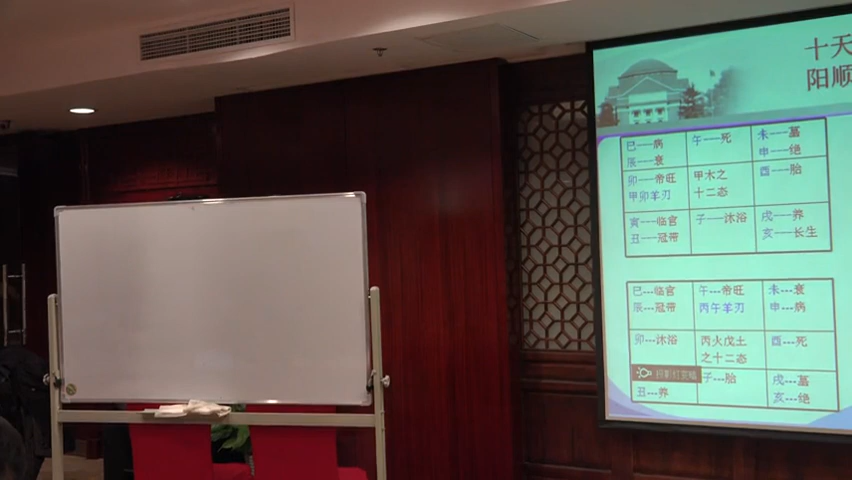 十天
阳顺
巳---病 午---死 未---墓
辰---衰 申---绝
卯---帝旺 甲木之 酉---胎
甲卯羊刃 十二态
寅---临官 子---沐浴 戌---养
丑---冠带 亥---长生
巳---临官 午---帝旺 未---衰
辰---冠带 丙午羊刃 申---病
卯---沐浴 丙火戊土 酉---死
之十二态
子---胎 戌---墓
丑---养 亥---绝